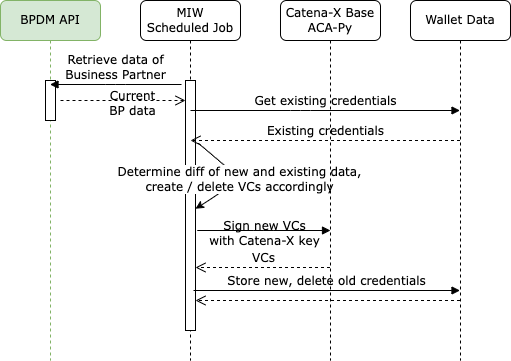 BPDM API
MIW
Scheduled Job
Catena-X Base
ACA-Py
Wallet Data
Retrieve data of
Business Partner
Current
BP data
Get existing credentials
Existing credentials
Determine diff of new and existing data,
create / delete VCs accordingly
Sign new VCs
with Catena-X key
VCs
Store new, delete old credentials